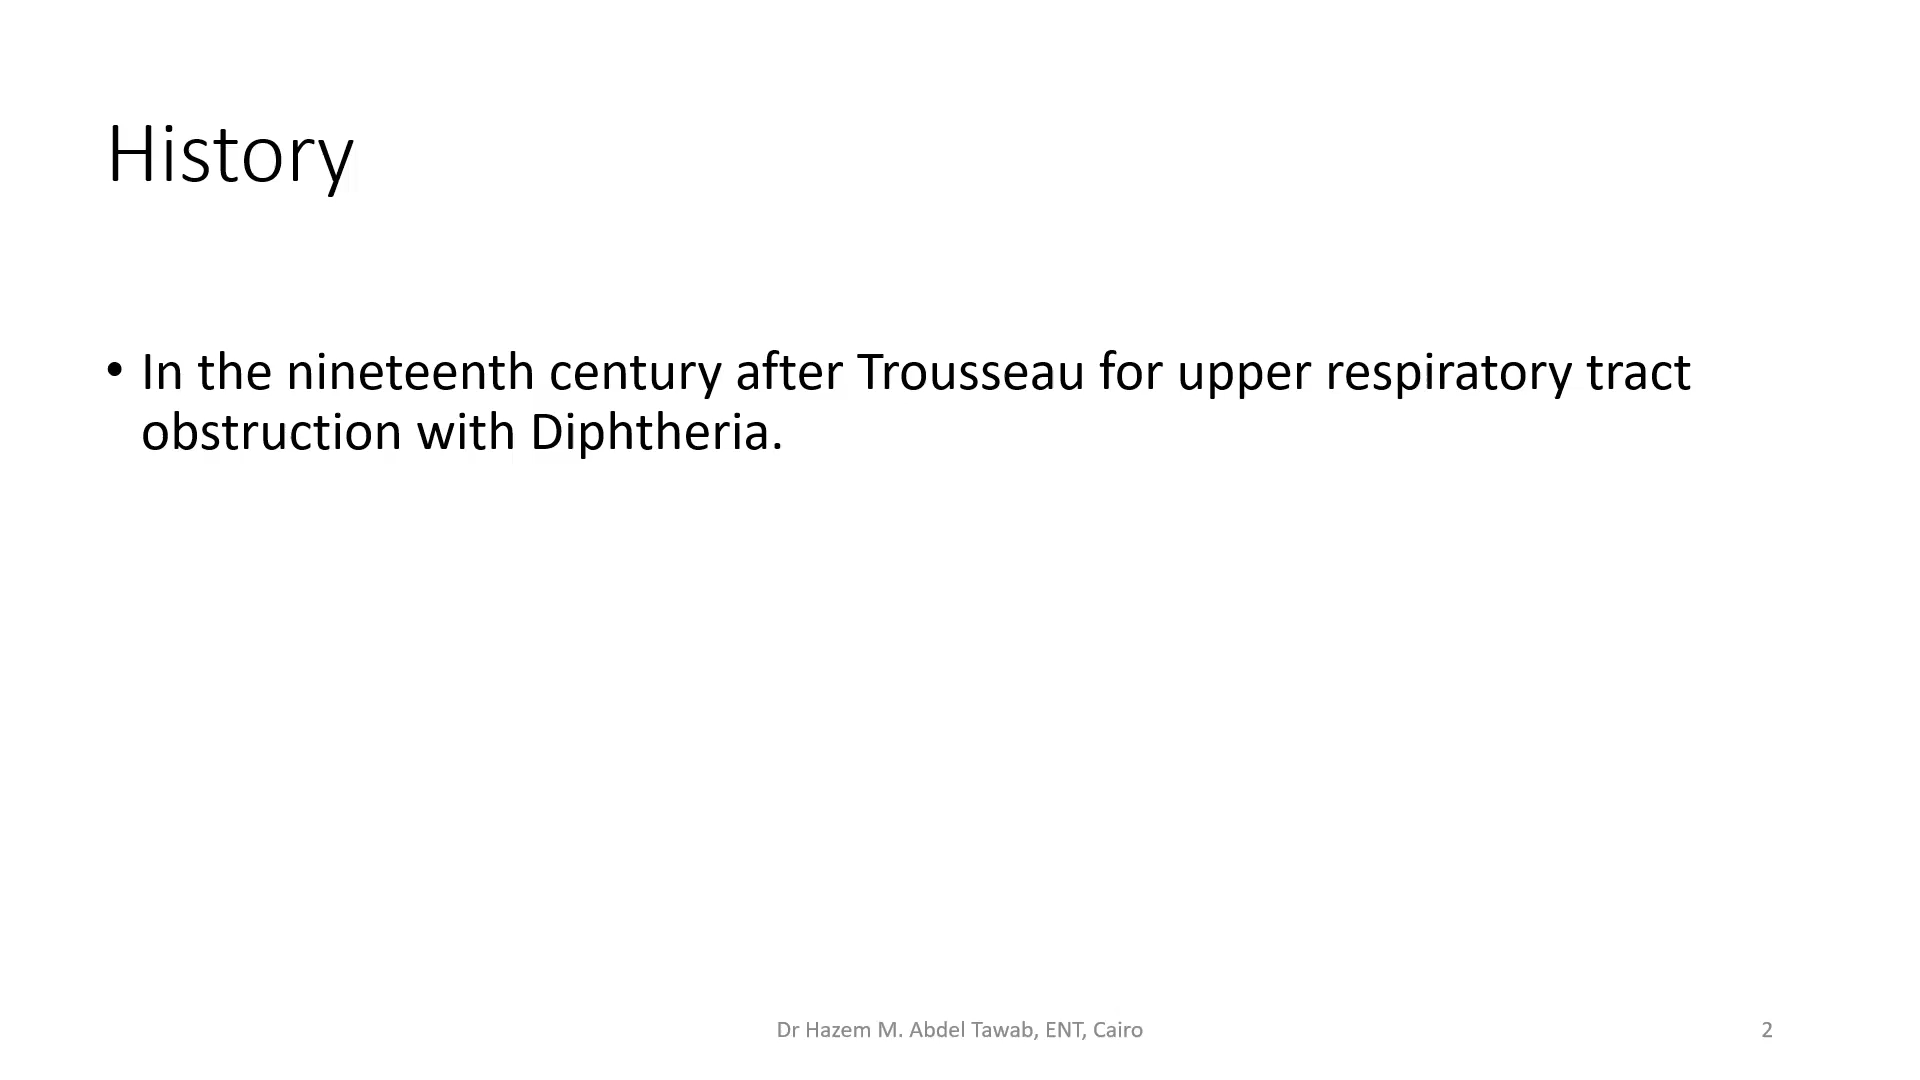 History
• In the nineteenth century after Trousseau for upper respiratory tract
obstruction with Diphtheria.
Dr Hazem M. Abdel Tawab, ENT, Cairo
2